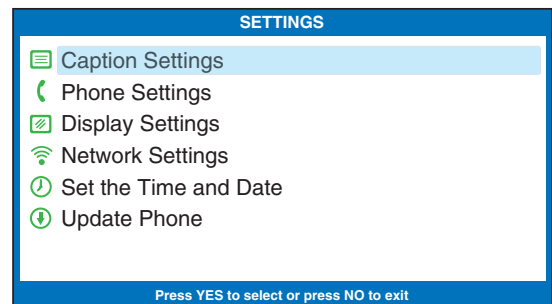 SETTINGS
Caption Settings
Phone Settings
Display Settings
Network Settings
Set the Time and Date
Update Phone
Press YES to select or press NO to exit